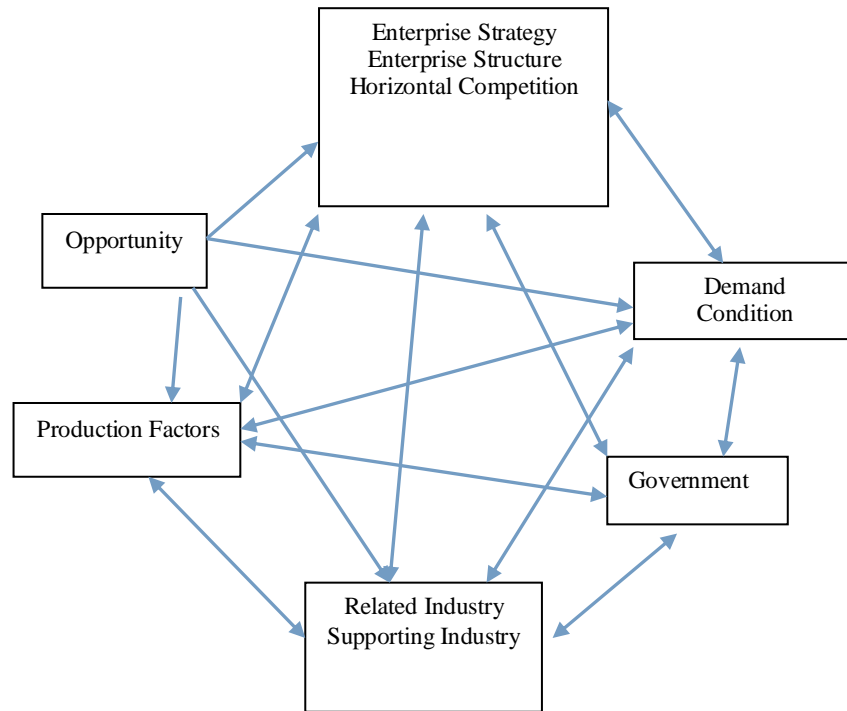 Enterprise Strategy
Enterprise Structure
Horizontal Competition
Opportunity
Demand
Condition
Production Factors
Government
Related Industry
Supporting Industry